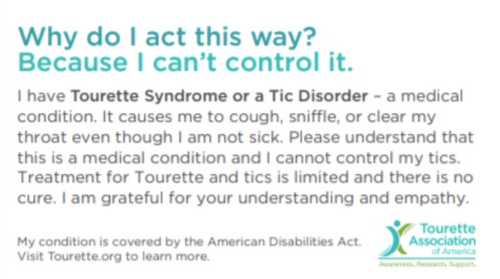 Why do I act this way?
Because I can't control it.
I have Tourette Syndrome or a Tic Disorder – a medical
condition. It causes me to cough, sniffle, or clear my
throat even though I am not sick. Please understand that
this is a medical condition and I cannot control my tics.
Treatment for Tourette and tics is limited and there is no
cure. I am grateful for your understanding and empathy.
My condition is covered by the American Disabilities Act.
Visit Tourette.org to learn more.
Tourette
Association
of America
Awareness, Research, Support.